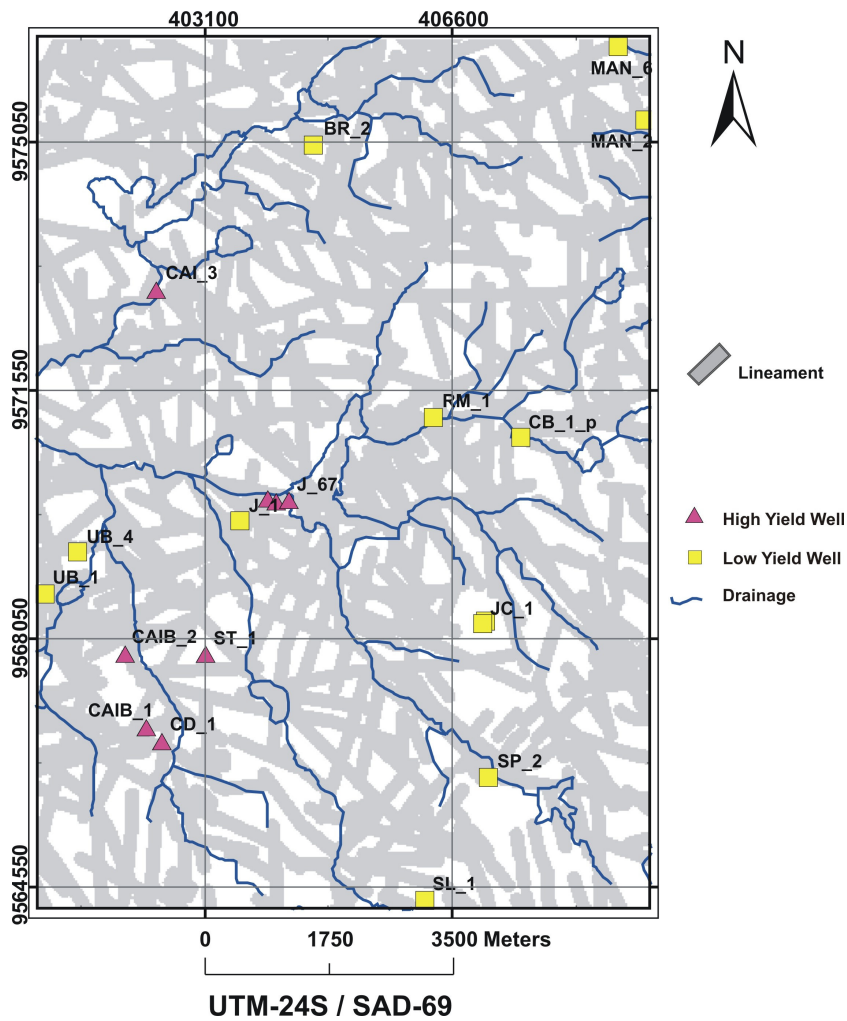 403100 406600
N
MAN_6
9575050
BR_2
MAN_2
CAI_3
9571550
Lineament
RM_1
CB_1_p
J_67
J_1
High Yield Well
UB_4
Low Yield Well
UB_1
Drainage
JC_1
9568050
CAIB_2 ST_1
CAIB_1
CD_1
SP_2
9564550
SL_1
0 1750 3500 Meters
UTM-24S / SAD-69